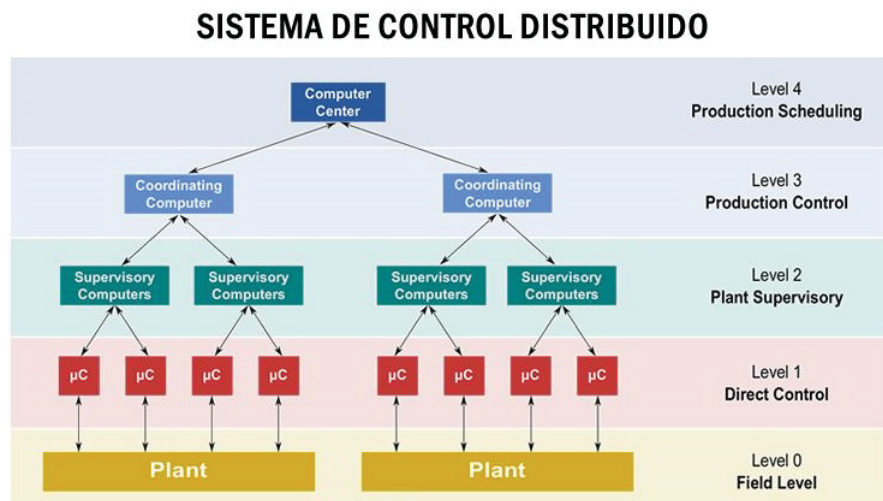 SISTEMA DE CONTROL DISTRIBUIDO
Computer
Center
Level 4
Production Scheduling
Coordinating
Computer
Coordinating
Computer
Level 3
Production Control
Supervisory
Computers
Supervisory
Computers
Supervisory
Computers
Supervisory
Computers
Level 2
Plant Supervisory
µC
µC
µC
µC
µC
µC
µC
µC
Level 1
Direct Control
Plant
Plant
Level 0
Field Level